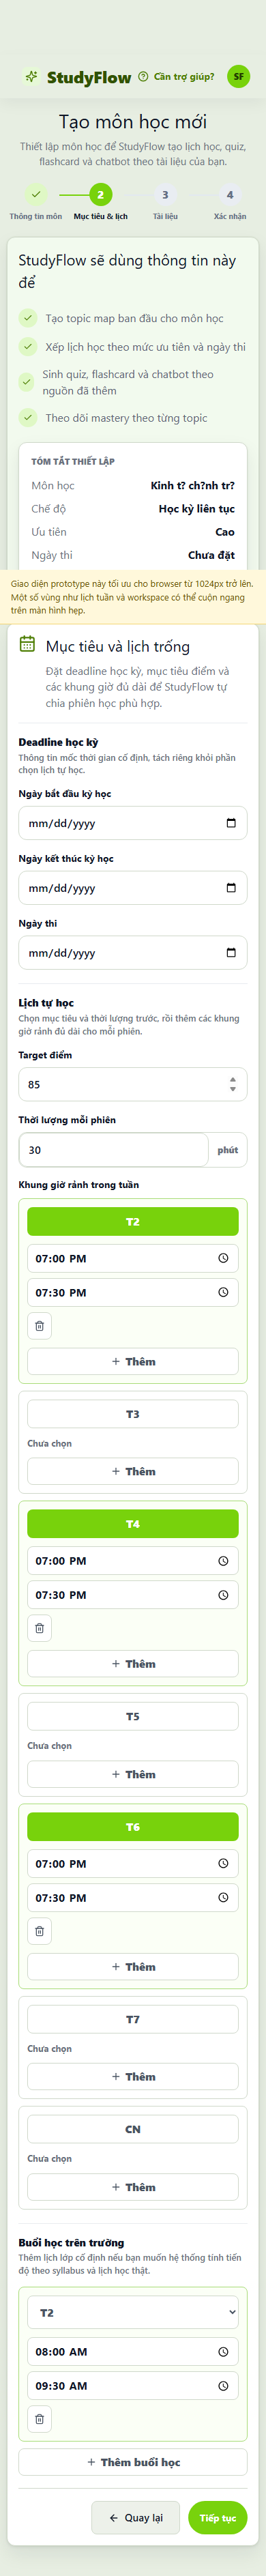 StudyFlow
Cần trợ giúp?
SF
Tạo môn học mới
Thiết lập môn học để StudyFlow tạo lịch học, quiz,
flashcard và chatbot theo tài liệu của bạn.
2
3
4
Thông tin môn
Mục tiêu & lịch
Tài liệu
Xác nhận
StudyFlow sẽ dùng thông tin này
để
Tạo topic map ban đầu cho môn học
Xếp lịch học theo mức ưu tiên và ngày thi
Sinh quiz, flashcard và chatbot theo
nguồn đã thêm
Theo dõi mastery theo từng topic
TÓM TẮT THIẾT LẬP
Môn học
Kinh t? ch?nh tr?
Chế độ
Học kỳ liên tục
Ưu tiên
Cao
Ngày thi
Chưa đặt
Giao diện prototype này tối ưu cho browser từ 1024px trở lên.
Một số vùng như lịch tuần và workspace có thể cuộn ngang
trên màn hình hẹp.
Mục tiêu và lịch trống
Đặt deadline học kỳ, mục tiêu điểm và
các khung giờ đủ dài để StudyFlow tự
chia phiên học phù hợp.
Deadline học kỳ
Thông tin mốc thời gian cố định, tách riêng khỏi phần
chọn lịch tự học.
Ngày bắt đầu kỳ học
mm/dd/yyyy
Ngày kết thúc kỳ học
mm/dd/yyyy
Ngày thi
mm/dd/yyyy
Lịch tự học
Chọn mục tiêu và thời lượng trước, rồi thêm các khung
giờ rảnh đủ dài cho mỗi phiên.
Target điểm
85
Thời lượng mỗi phiên
30
phút
Khung giờ rảnh trong tuần
T2
07:00 PM
07:30 PM
+ Thêm
T3
Chưa chọn
+ Thêm
T4
07:00 PM
07:30 PM
+ Thêm
T5
Chưa chọn
+ Thêm
T6
07:00 PM
07:30 PM
+ Thêm
T7
Chưa chọn
+ Thêm
CN
Chưa chọn
+ Thêm
Buổi học trên trường
Thêm lịch lớp cố định nếu bạn muốn hệ thống tính tiến
độ theo syllabus và lịch học thật.
T2
08:00 AM
09:30 AM
+ Thêm buổi học
← Quay lại
Tiếp tục